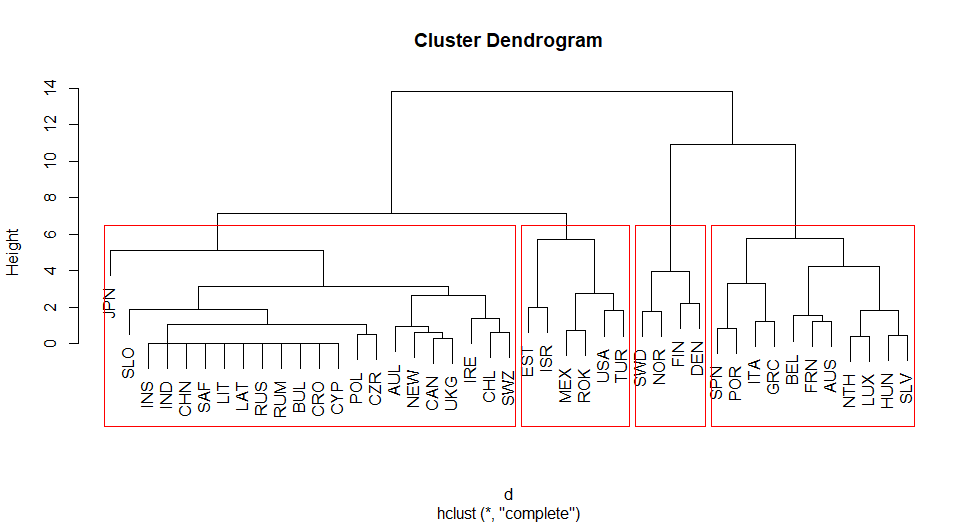 Cluster Dendrogram
Height
14
12
10
8
6
4
2
0
JPN
SLO
INS
IND
CHN
SAF
LIT
LAT
RUS
RUM
BUL
CRO
CYP
POL
CZR
AUL
NEW
CAN
UKG
IRE
CHL
SWZ
EST
ISR
MEX
ROK
USA
TUR
SWD
NOR
FIN
DEN
SPN
POR
ITA
GRC
BEL
FRN
AUS
NTH
LUX
HUN
SLV
d
hclust (*, "complete")